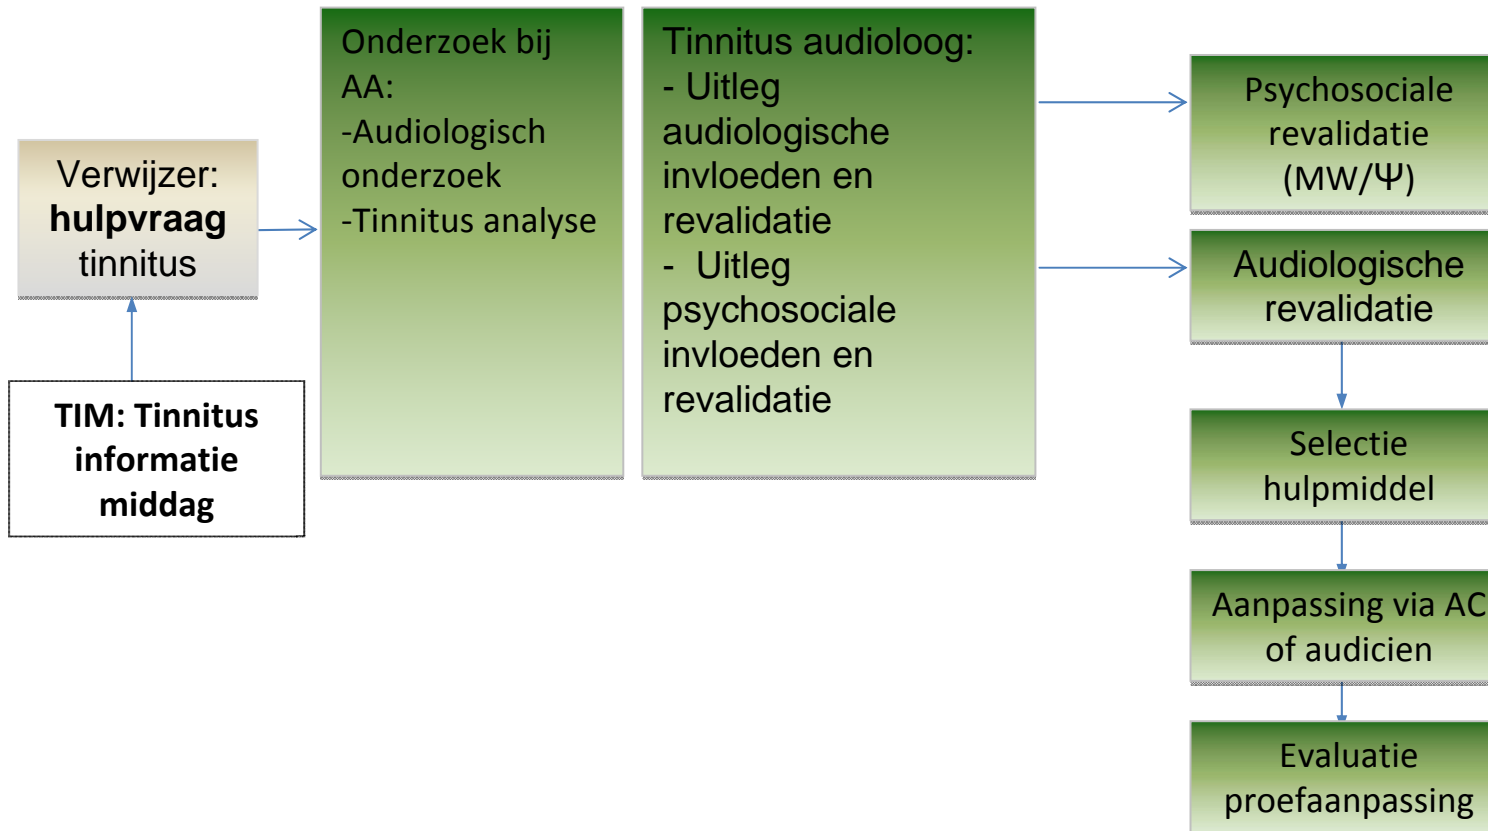 Verwijzer:
hulpvraag
tinnitus
TIM: Tinnitus
informatie
middag
Onderzoek bij
AA:
-Audiologisch
onderzoek
-Tinnitus analyse
Tinnitus audioloog:
- Uitleg
audiologische
invloeden en
revalidatie
- Uitleg
psychosociale
invloeden en
revalidatie
Psychosociale
revalidatie
(MW/Ψ)
Audiologische
revalidatie
Selectie
hulpmiddel
Aanpassing via AC
of audicien
Evaluatie
proefaanpassing